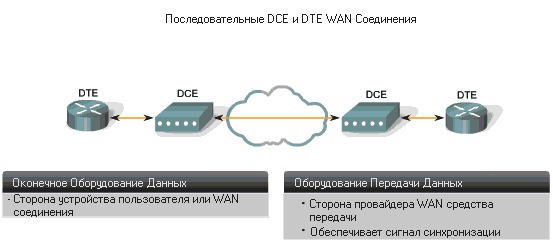 Последовательные DCE и DTE WAN Соединения
DTE
DCE
DCE
DTE
Оконечное Оборудование Данных
- Сторона устройства пользователя или WAN
соединения
Оборудование Передачи Данных
• Сторона провайдера WAN средства
передачи
• Обеспечивает сигнал синхронизации